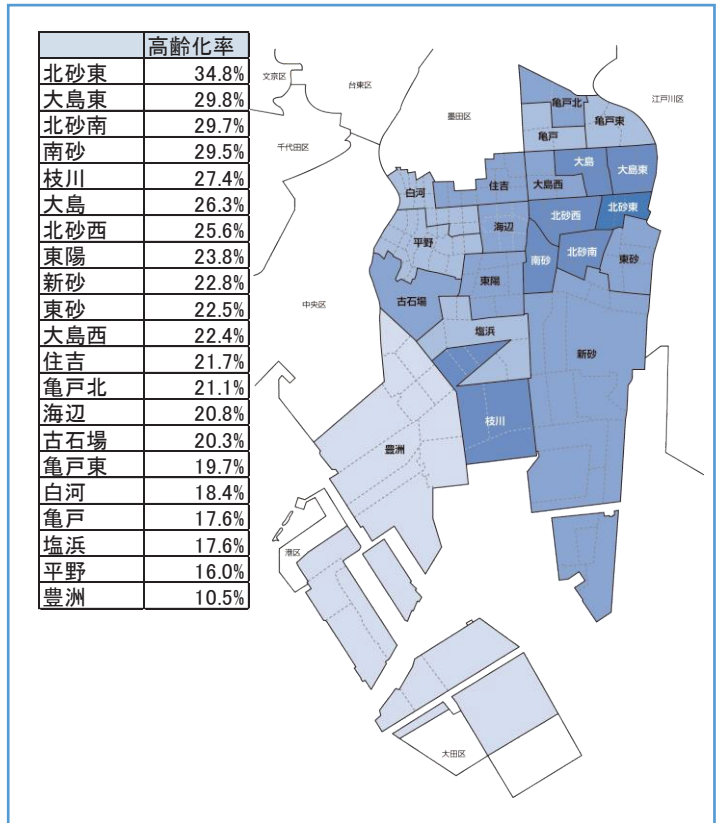 高齢化率
北砂東 34.8%
大島東 29.8%
北砂南 29.7%
南砂 29.5%
枝川 27.4%
大島 26.3%
北砂西 25.6%
東陽 23.8%
新砂 22.8%
東砂 22.5%
大島西 22.4%
住吉 21.7%
亀戸北 21.1%
海辺 20.8%
古石場 20.3%
亀戸東 19.7%
白河 18.4%
亀戸 17.6%
塩浜 17.6%
平野 16.0%
豊洲 10.5%
文京区
台東区
墨田区
江戸川区
千代田区
中央区
港区
大田区
亀戸北
亀戸
亀戸東
大島
大島東
大島西
住吉
白河
北砂西
北砂東
海辺
平野
南砂
北砂南
東砂
東陽
古石場
塩浜
新砂
枝川
豊洲